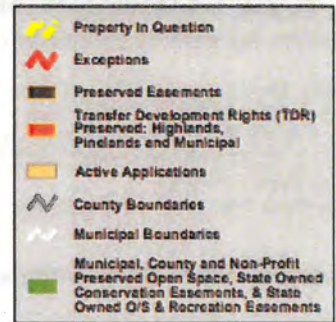 Property In Question
Exceptions
Preserved Easements
Transfer Development Rights (TDR)
Preserved: Highlands,
Pinelands and Municipal
Active Applications
County Boundaries
Municipal Boundaries
Municipal, County and Non-Profit
Preserved Open Space, State Owned
Conservation Easements, & State
Owned O/S & Recreation Easements